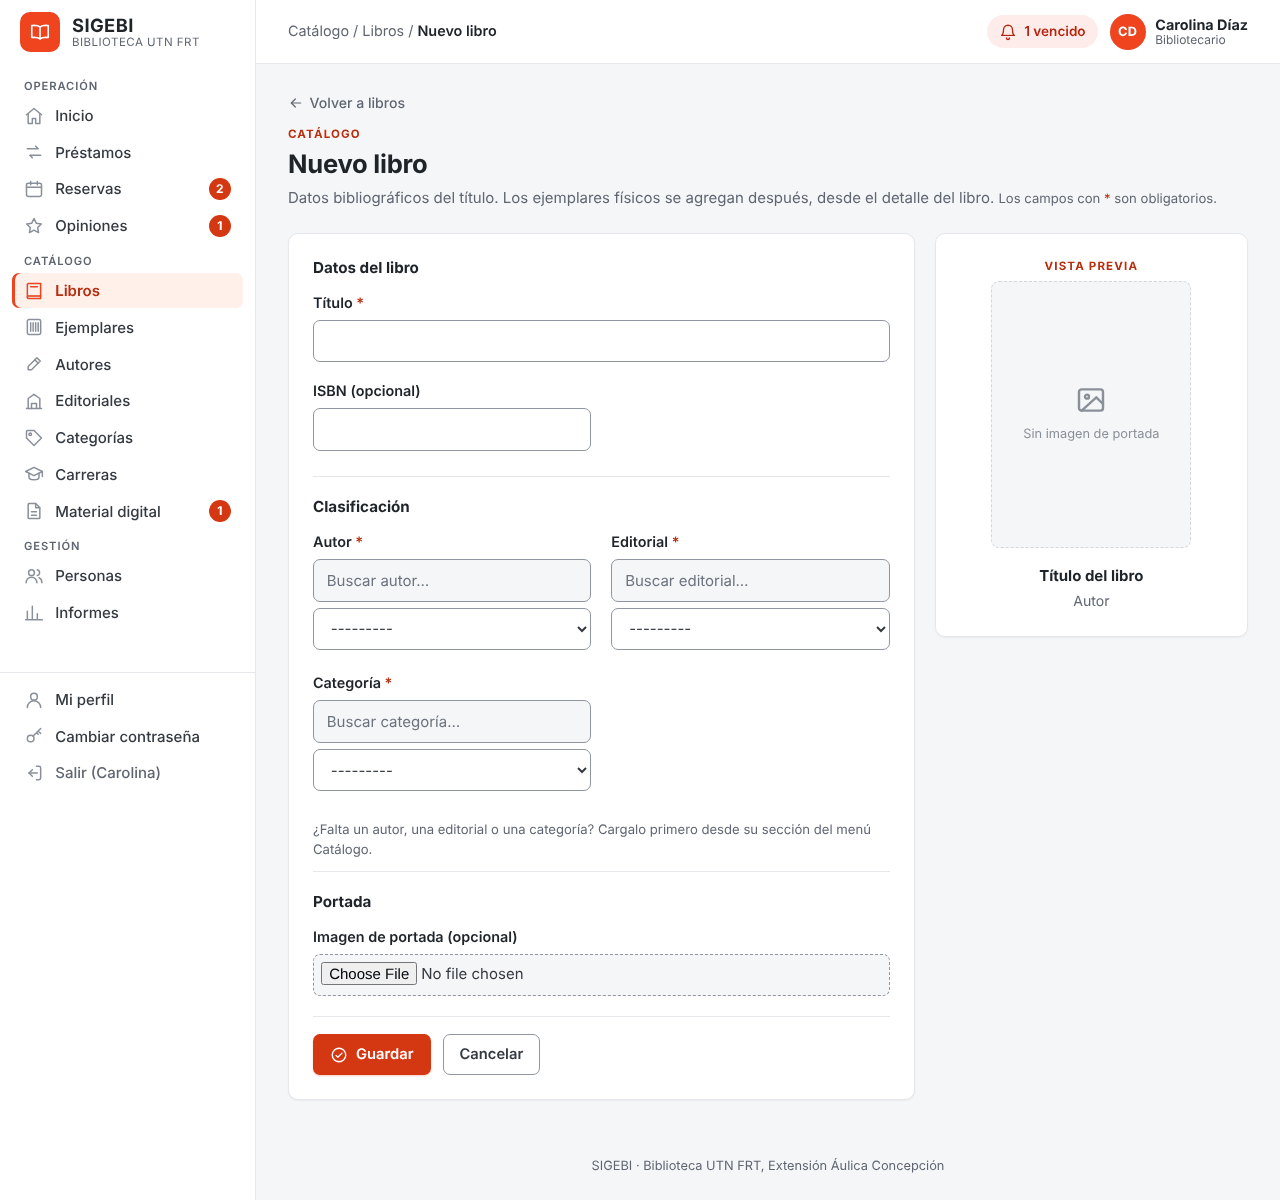 SIGEBI
BIBLIOTECA UTN FRT
OPERACIÓN
Inicio
Préstamos
Reservas 2
Opiniones 1
CATÁLOGO
Libros
Ejemplares
Autores
Editoriales
Categorías
Carreras
Material digital 1
GESTIÓN
Personas
Informes
Mi perfil
Cambiar contraseña
Salir (Carolina)
Catálogo / Libros / Nuevo libro
1 vencido
CD
Carolina Díaz
Bibliotecario
Volver a libros
CATÁLOGO
Nuevo libro
Datos bibliográficos del título. Los ejemplares físicos se agregan después, desde el detalle del libro. Los campos con * son obligatorios.
Datos del libro
Título *
ISBN (opcional)
Clasificación
Autor * Editorial *
Buscar autor... Buscar editorial...
--------- ---------
Categoría *
Buscar categoría...
---------
¿Falta un autor, una editorial o una categoría? Cargalo primero desde su sección del menú
Catálogo.
Portada
Imagen de portada (opcional)
Choose File No file chosen
Guardar Cancelar
VISTA PREVIA
Sin imagen de portada
Título del libro
Autor
SIGEBI · Biblioteca UTN FRT, Extensión Áulica Concepción